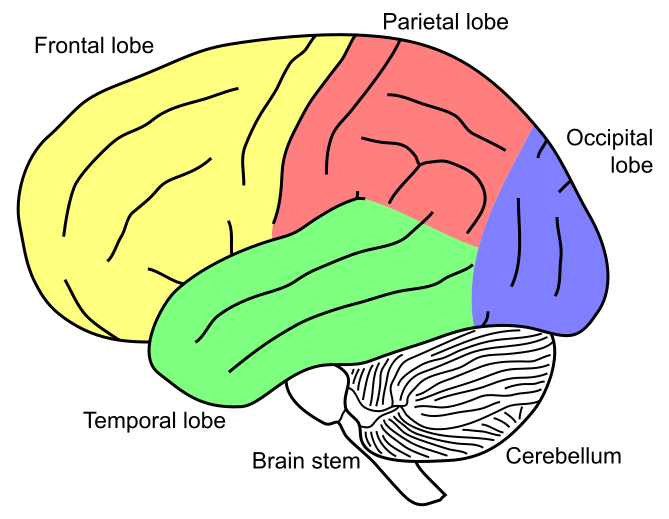 Parietal lobe
Frontal lobe
Occipital
lobe
Temporal lobe
Brain stem
Cerebellum